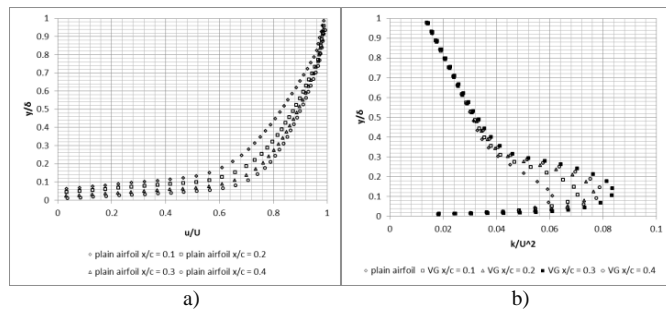 1
0.9
0.8
0.7
0.6
0.5
0.4
0.3
0.2
0.1
0
y/δ
0 0.2 0.4 0.6 0.8 1
u/U
plain airfoil x/c = 0.1 plain airfoil x/c = 0.2
plain airfoil x/c = 0.3 plain airfoil x/c = 0.4
a)
1
0.9
0.8
0.7
0.6
0.5
0.4
0.3
0.2
0.1
0
y/δ
0 0.02 0.04 0.06 0.08 0.1
k/U^2
plain airfoil VG x/c = 0.1 VG x/c = 0.2 VG x/c = 0.3 VG x/c = 0.4
b)